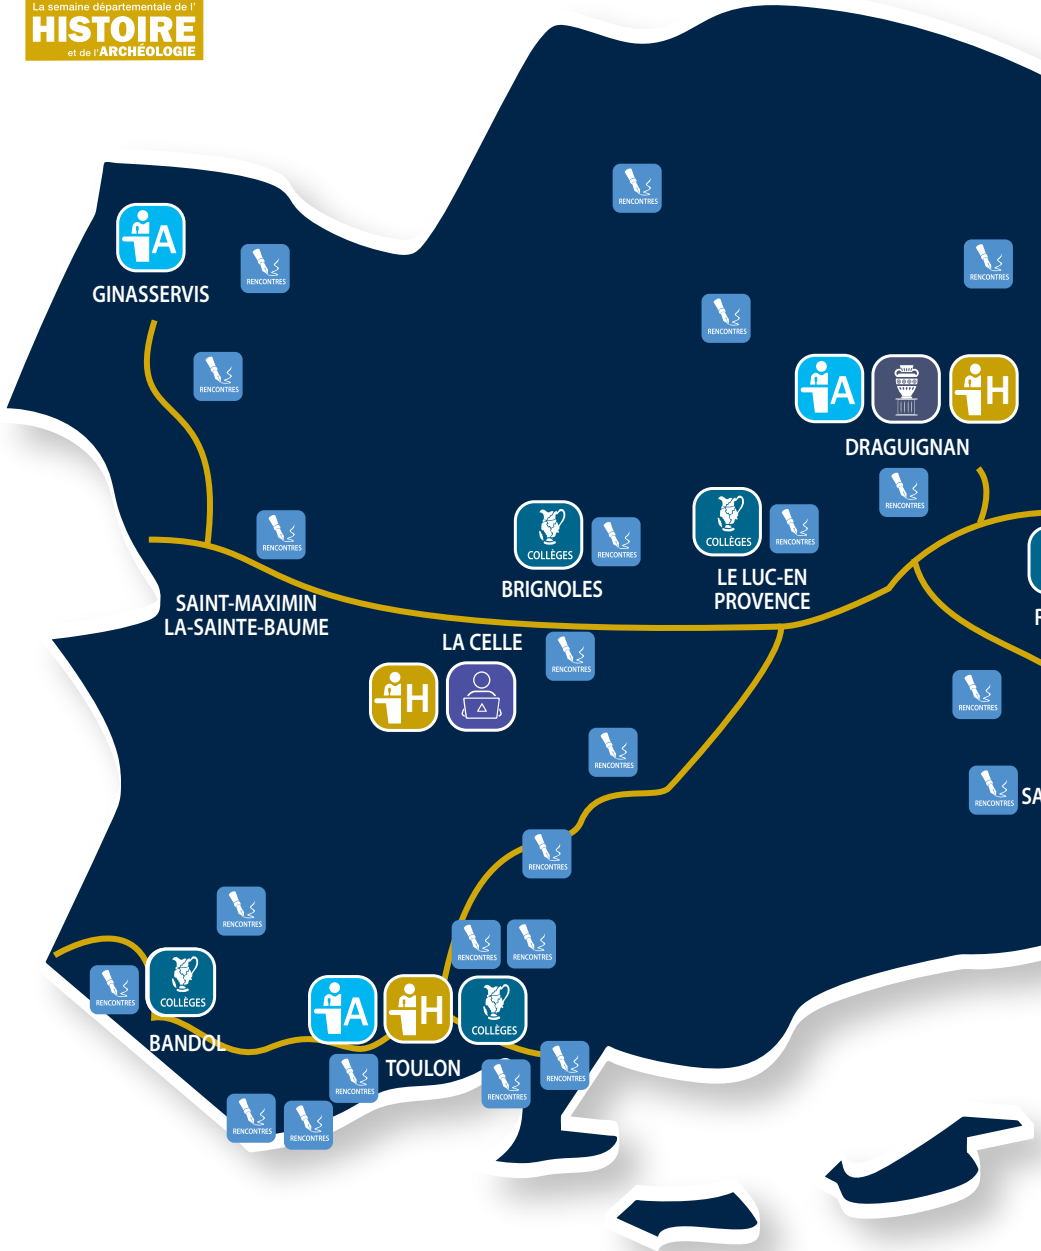 La semaine départementale de l'
HISTOIRE
et de l'ARCHÉOLOGIE
RENCONTRES
A
GINASSERVIS
RENCONTRES
RENCONTRES
RENCONTRES
RENCONTRES
A
H
DRAGUIGNAN
RENCONTRES
COLLÈGES
RENCONTRES
COLLÈGES
RENCONTRES
RENCONTRES
BRIGNOLES
LE LUC-EN
PROVENCE
SAINT-MAXIMIN
LA-SAINTE-BAUME
LA CELLE
RENCONTRES
H
RENCONTRES
RENCONTRES
RENCONTRES
SA
RENCONTRES
RENCONTRES
RENCONTRES
RENCONTRES
RENCONTRES
COLLÈGES
BANDOL
A
H
COLLÈGES
TOULON
RENCONTRES
RENCONTRES
RENCONTRES
RENCONTRES
RENCONTRES